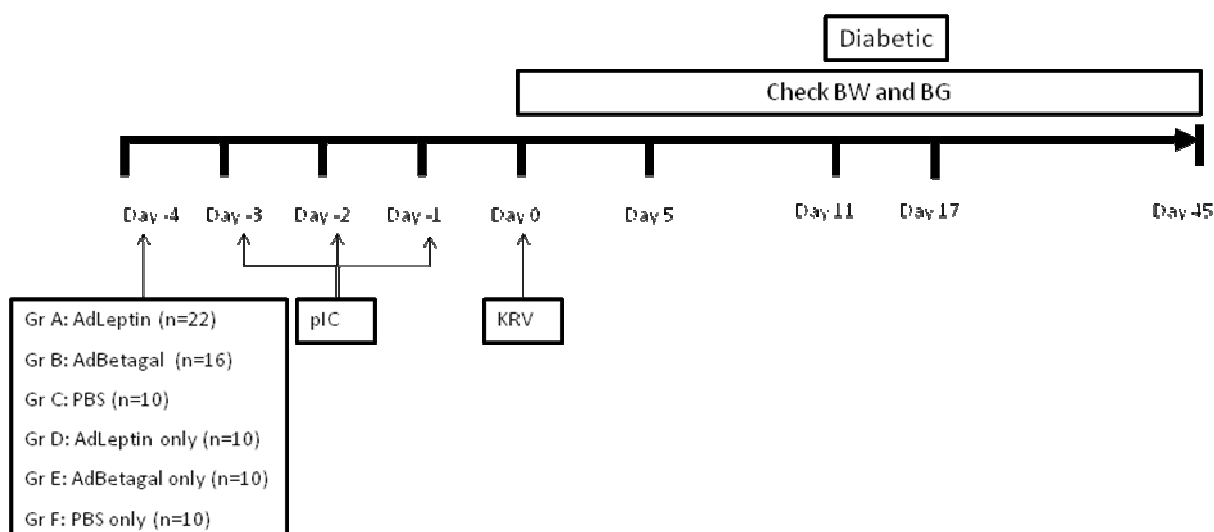 Diabetic
Check BW and BG
Day -4 Day -3 Day -2 Day -1 Day 0 Day 5 Day 11 Day 17 Day 45
Gr A: AdLeptin (n=22)
Gr B: AdBetagal (n=16)
Gr C: PBS (n=10)
Gr D: AdLeptin only (n=10)
Gr E: AdBetagal only (n=10)
Gr F: PBS only (n=10)
pIC
KRV